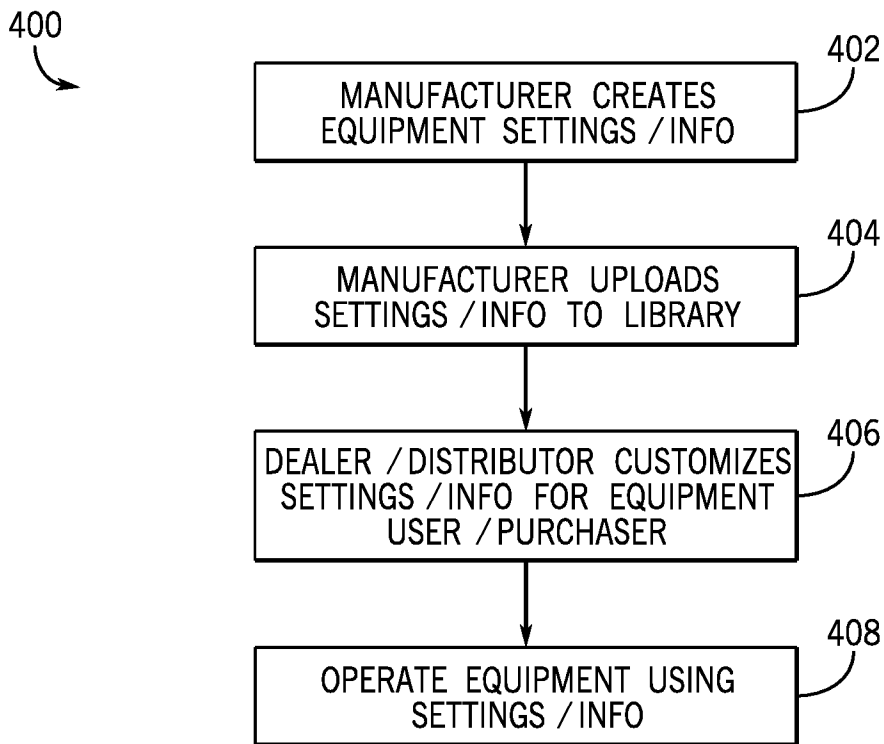 400
402
MANUFACTURER CREATES
EQUIPMENT SETTINGS / INFO
404
MANUFACTURER UPLOADS
SETTINGS / INFO TO LIBRARY
406
DEALER / DISTRIBUTOR CUSTOMIZES
SETTINGS / INFO FOR EQUIPMENT
USER / PURCHASER
408
OPERATE EQUIPMENT USING
SETTINGS / INFO